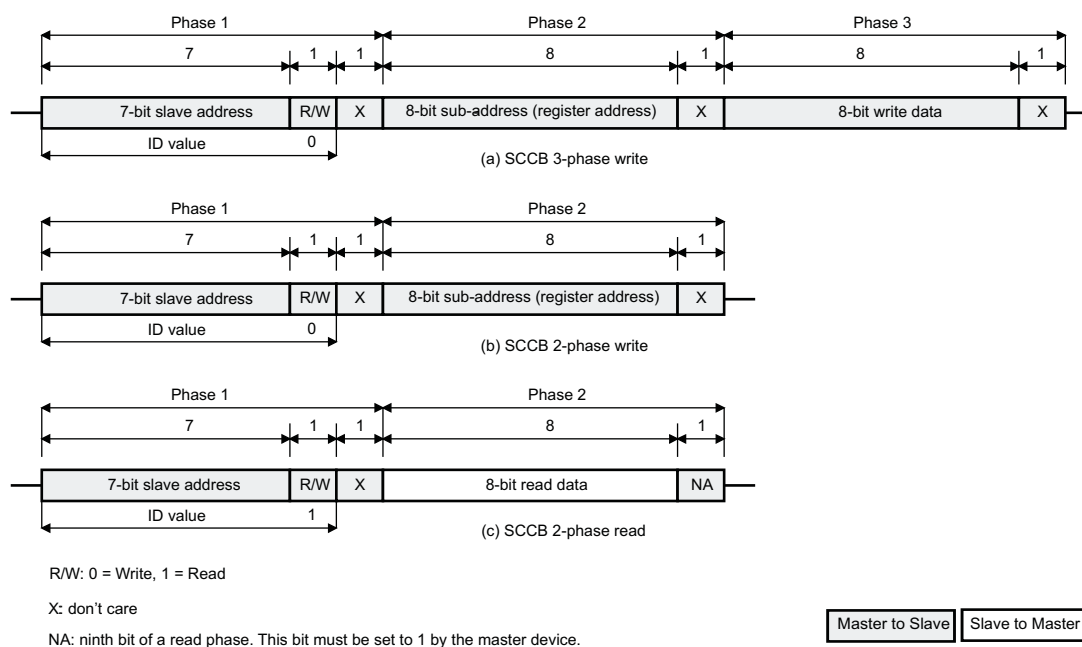 Phase 1 Phase 2 Phase 3
7 1 1 8 1 8 1
7-bit slave address R/W X 8-bit sub-address (register address) X 8-bit write data X
ID value 0
(a) SCCB 3-phase write
Phase 1 Phase 2
7 1 1 8 1
7-bit slave address R/W X 8-bit sub-address (register address) X
ID value 0
(b) SCCB 2-phase write
Phase 1 Phase 2
7 1 1 8 1
7-bit slave address R/W X 8-bit read data NA
ID value 1
(c) SCCB 2-phase read
R/W: 0 = Write, 1 = Read
X: don't care
NA: ninth bit of a read phase. This bit must be set to 1 by the master device.
Master to Slave Slave to Master